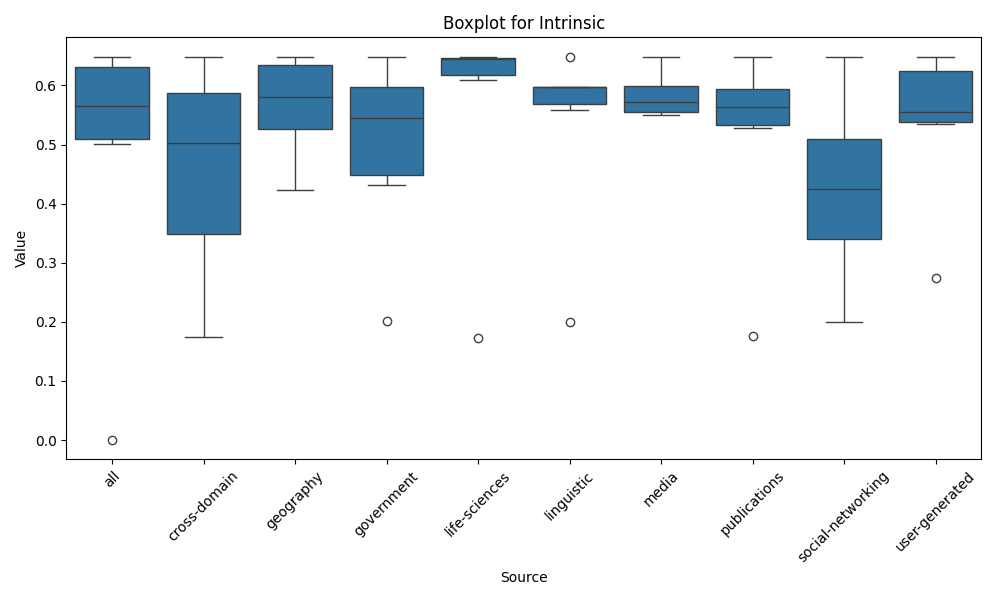 Boxplot for Intrinsic
Value
0.6
0.5
0.4
0.3
0.2
0.1
0.0
all
cross-domain
geography
government
life-sciences
linguistic
media
publications
social-networking
user-generated
Source